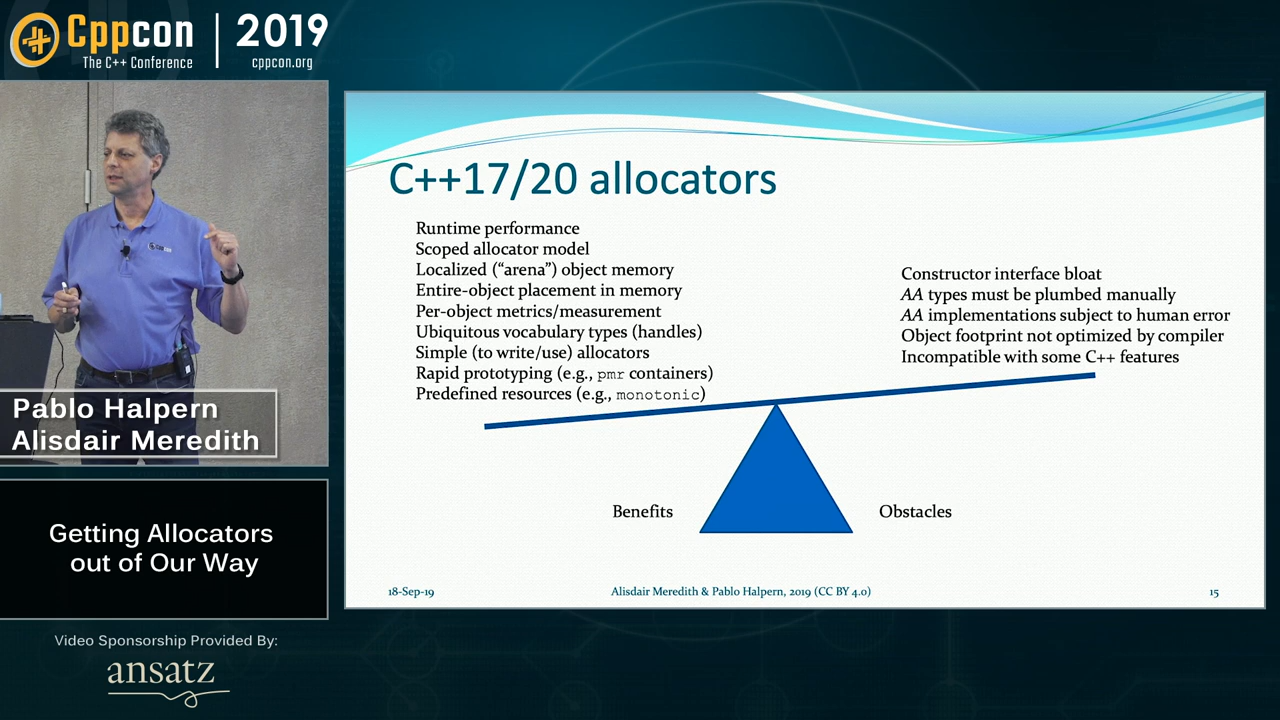 Cppcon
The C++ Conference
2019
cppcon.org
Pablo Halpern
Alisdair Meredith
Getting Allocators
out of Our Way
Video Sponsorship Provided By:
ansatz
C++17/20 allocators
Runtime performance
Scoped allocator model
Localized (“arena”) object memory
Entire-object placement in memory
Per-object metrics/measurement
Ubiquitous vocabulary types (handles)
Simple (to write/use) allocators
Rapid prototyping (e.g., pmr containers)
Predefined resources (e.g., monotonic)
Constructor interface bloat
AA types must be plumbed manually
AA implementations subject to human error
Object footprint not optimized by compiler
Incompatible with some C++ features
Benefits
Obstacles
18-Sep-19
Alisdair Meredith & Pablo Halpern, 2019 (CC BY 4.0)
15